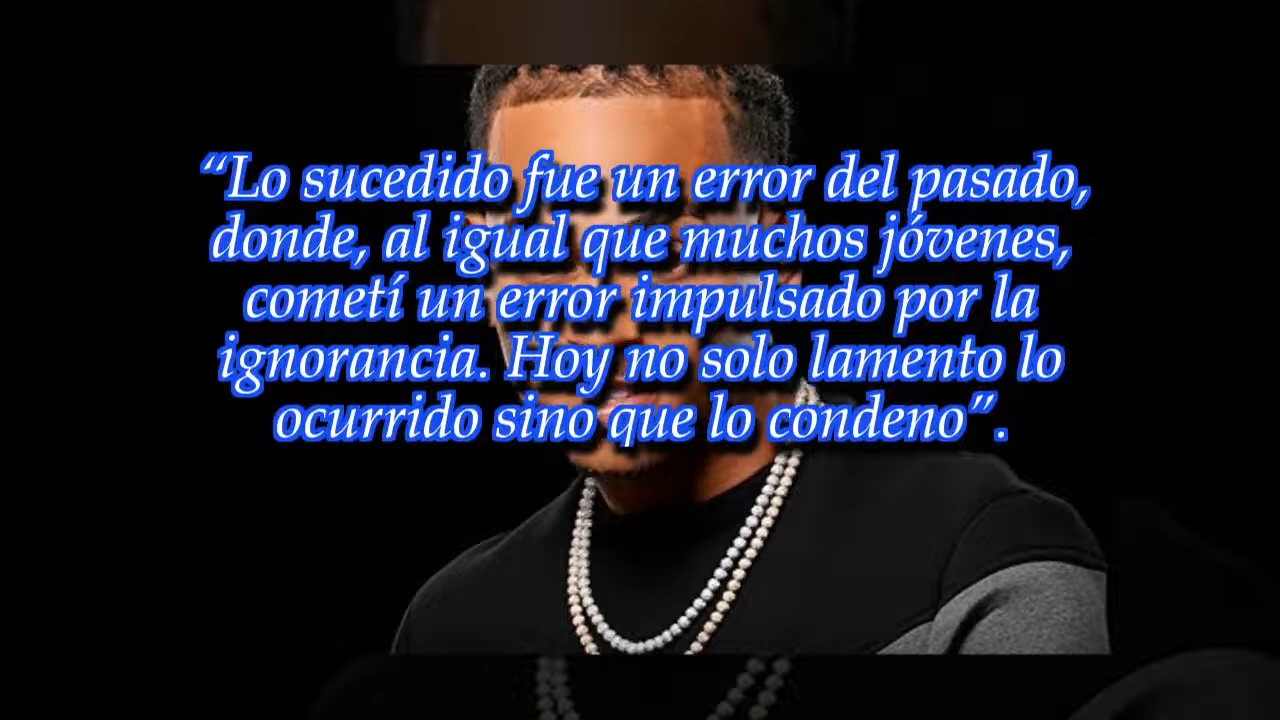 “Lo sucedido fue un error del pasado,
donde, al igual que muchos jóvenes,
cometí un error impulsado por la
ignorancia. Hoy no solo lamento lo
ocurrido sino que lo condeno”.